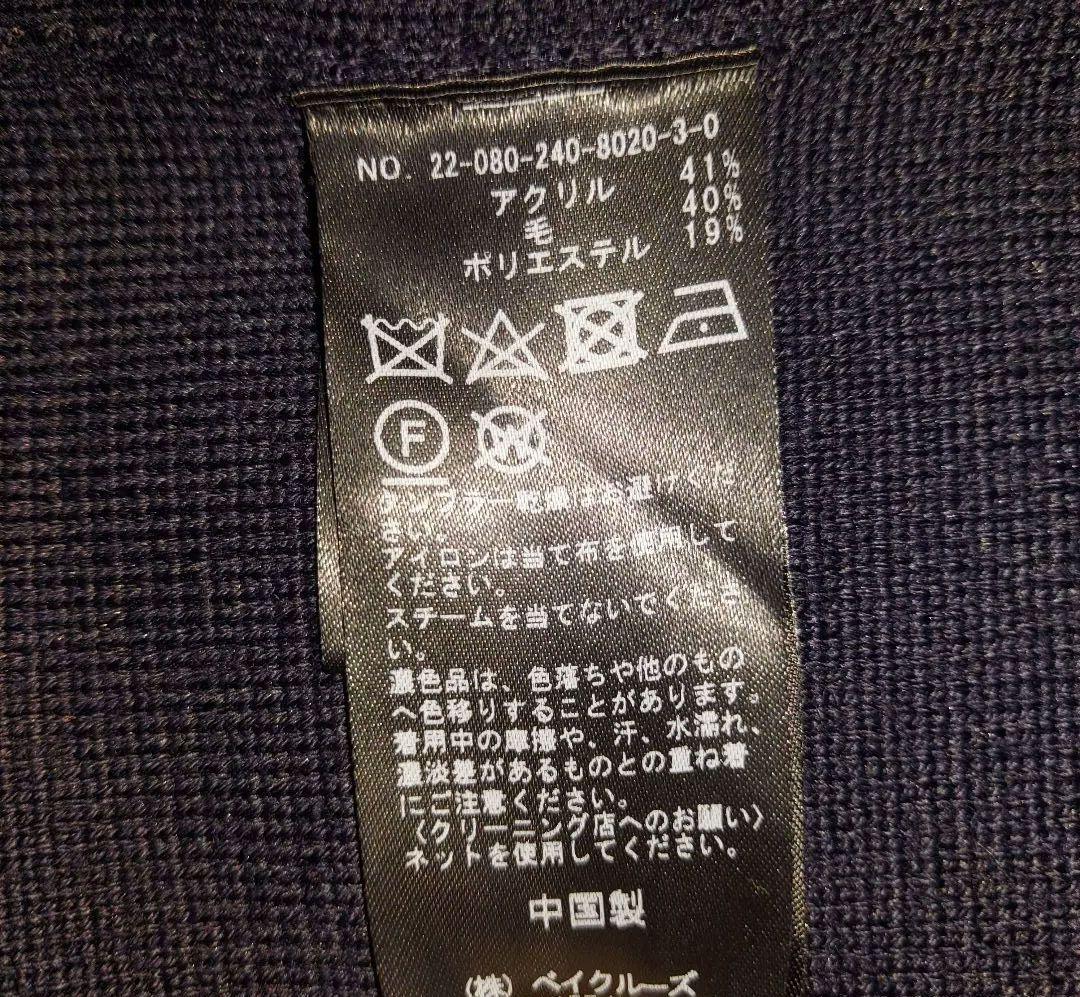 NO. 22-080-240-8020-3-0
アクリル 41%
毛 40%
ポリエステル 19%
F
W
タンブラー乾燥はお避けくだ
さい。
アイロンは当て布を使用して
ください。
スチームを当てないでくださ
い。
濃色品は、色落ちや他のもの
へ色移りすることがあります。
着用中の摩擦や、汗、水濡れ、
濃淡差があるものとの重ね着
にご注意ください。
〈クリーニング店へのお願い〉
ネットを使用してください。
中国製
(株) ベイクルーズ